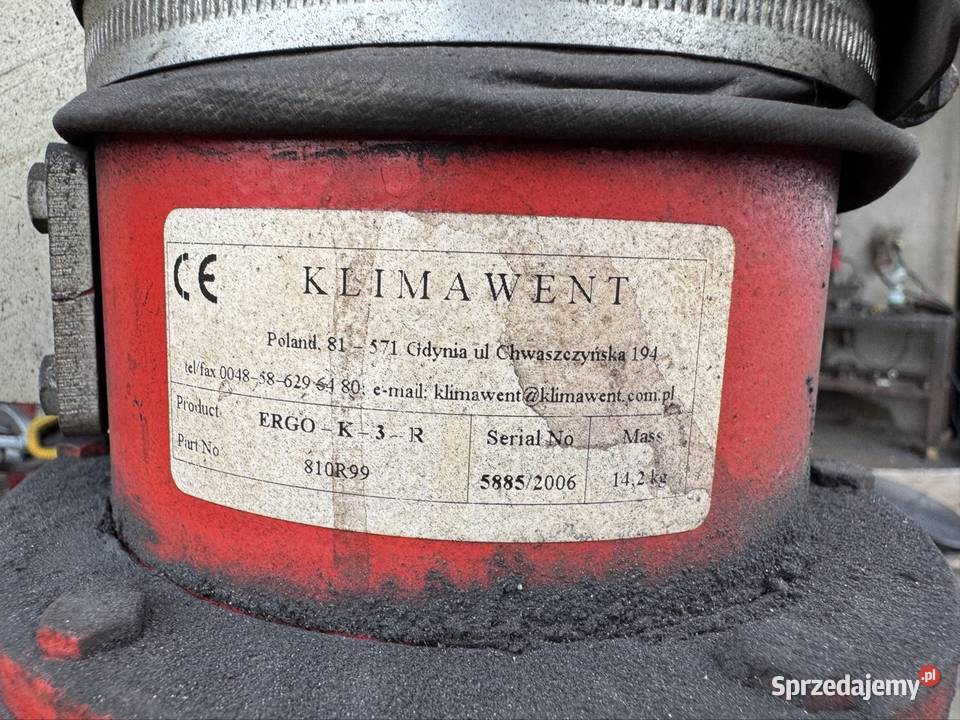 CE
KLIMAWENT
Poland, 81 – 571 Gdynia ul Chwaszczyńska 194
tel/fax 0048-58-629 64 80; e-mail: klimawent@klimawent.com.pl
Product ERGO – K – 3 – R
Part No 810R99
Serial No
5885/2006
Mass
14,2 kg
Sprzedajemy.pl